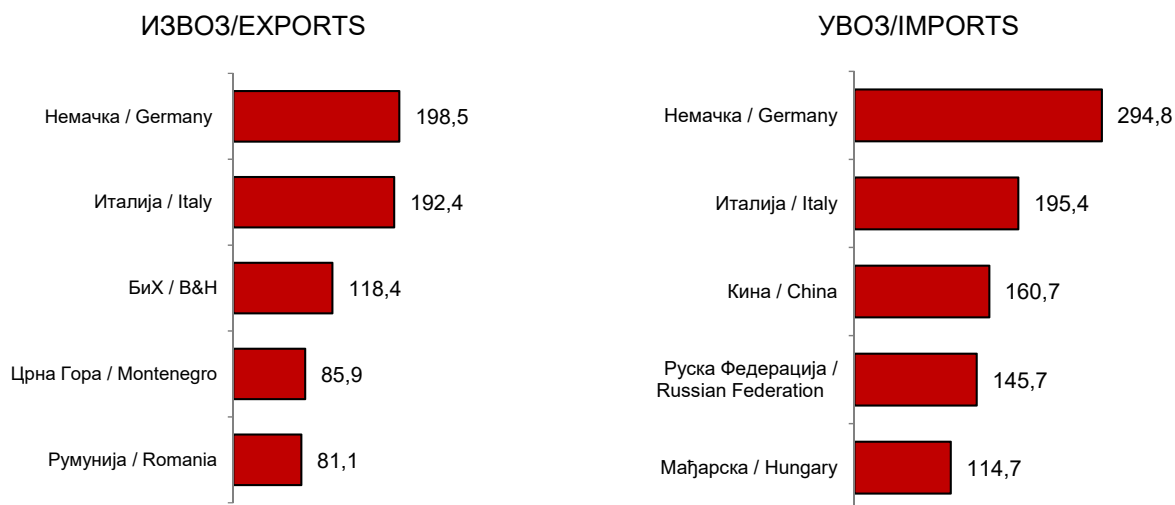 ИЗВОЗ/EXPORTS
Немачка / Germany
198,5
Италија / Italy
192,4
БиХ / B&H
118,4
Црна Гора / Montenegro
85,9
Румунија / Romania
81,1
УВОЗ/IMPORTS
Немачка / Germany
294,8
Италија / Italy
195,4
Кина / China
160,7
Руска Федерација /
Russian Federation
145,7
Мађарска / Hungary
114,7